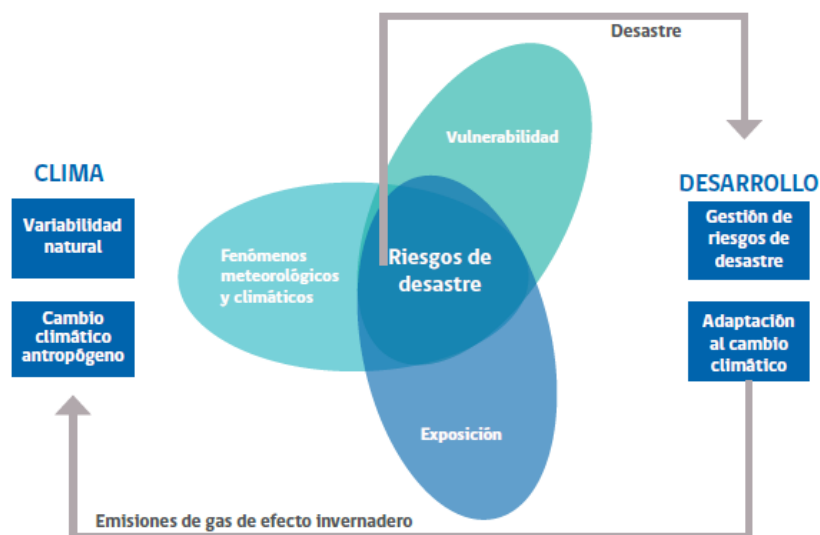 Desastre
Vulnerabilidad
CLIMA
Variabilidad
natural
Cambio
climático
antropógeno
Fenómenos
meteorológicos
y climáticos
Riesgos de
desastre
Exposición
DESARROLLO
Gestión de
riesgos de
desastre
Adaptación
al cambio
climático
Emisiones de gas de efecto invernadero